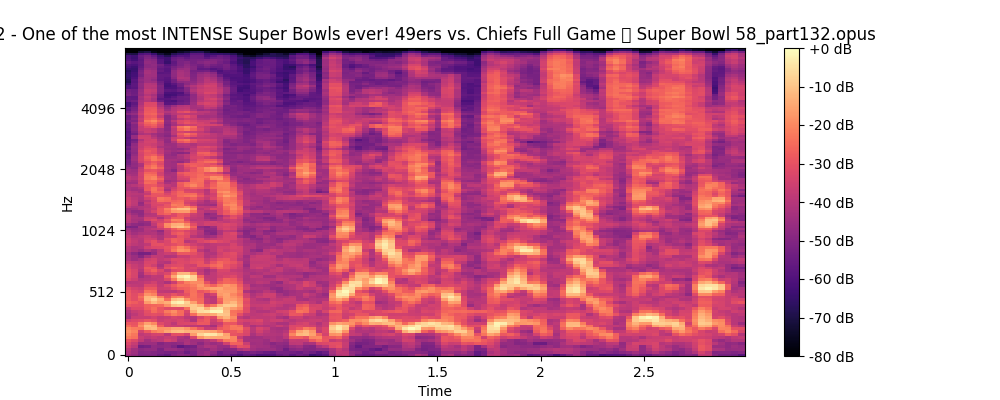 2 - One of the most INTENSE Super Bowls ever! 49ers vs. Chiefs Full Game ▯ Super Bowl 58_part132.opus
+0 dB
4096
-10 dB
-20 dB
2048
-30 dB
Hz
1024
-40 dB
-50 dB
512
-60 dB
-70 dB
0
-80 dB
0 0.5 1 1.5 2 2.5
Time